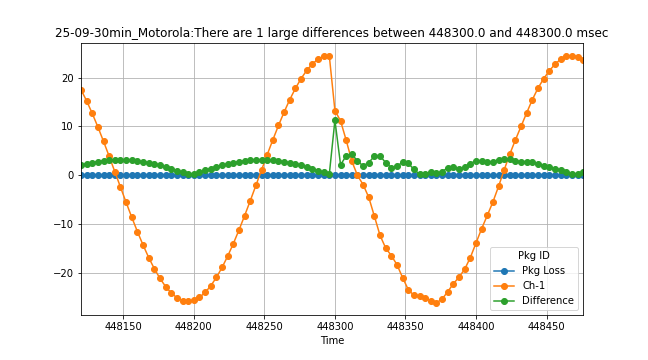 25-09-30min_Motorola:There are 1 large differences between 448300.0 and 448300.0 msec
20
10
0
−10
−20
448150 448200 448250 448300 448350 448400 448450
Time
Pkg ID
Pkg Loss
Ch-1
Difference